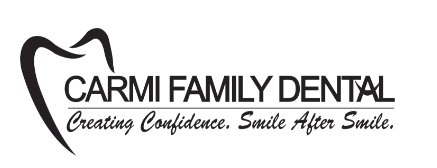 CARMI FAMILY DENTAL
Creating Confidence. Smile After Smile.